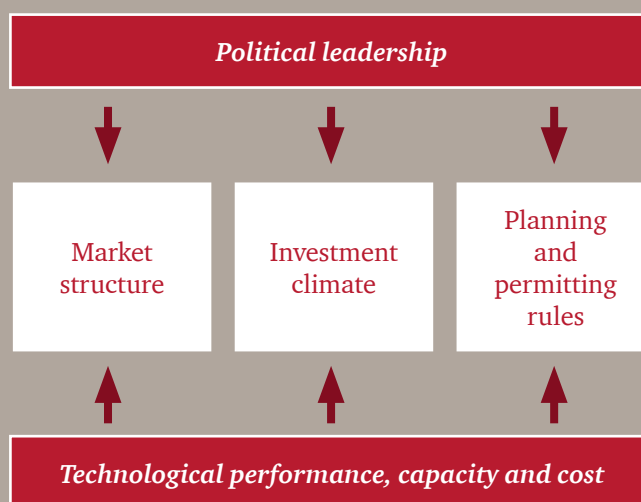 Political leadership
Market
structure
Investment
climate
Planning
and
permitting
rules
Technological performance, capacity and cost